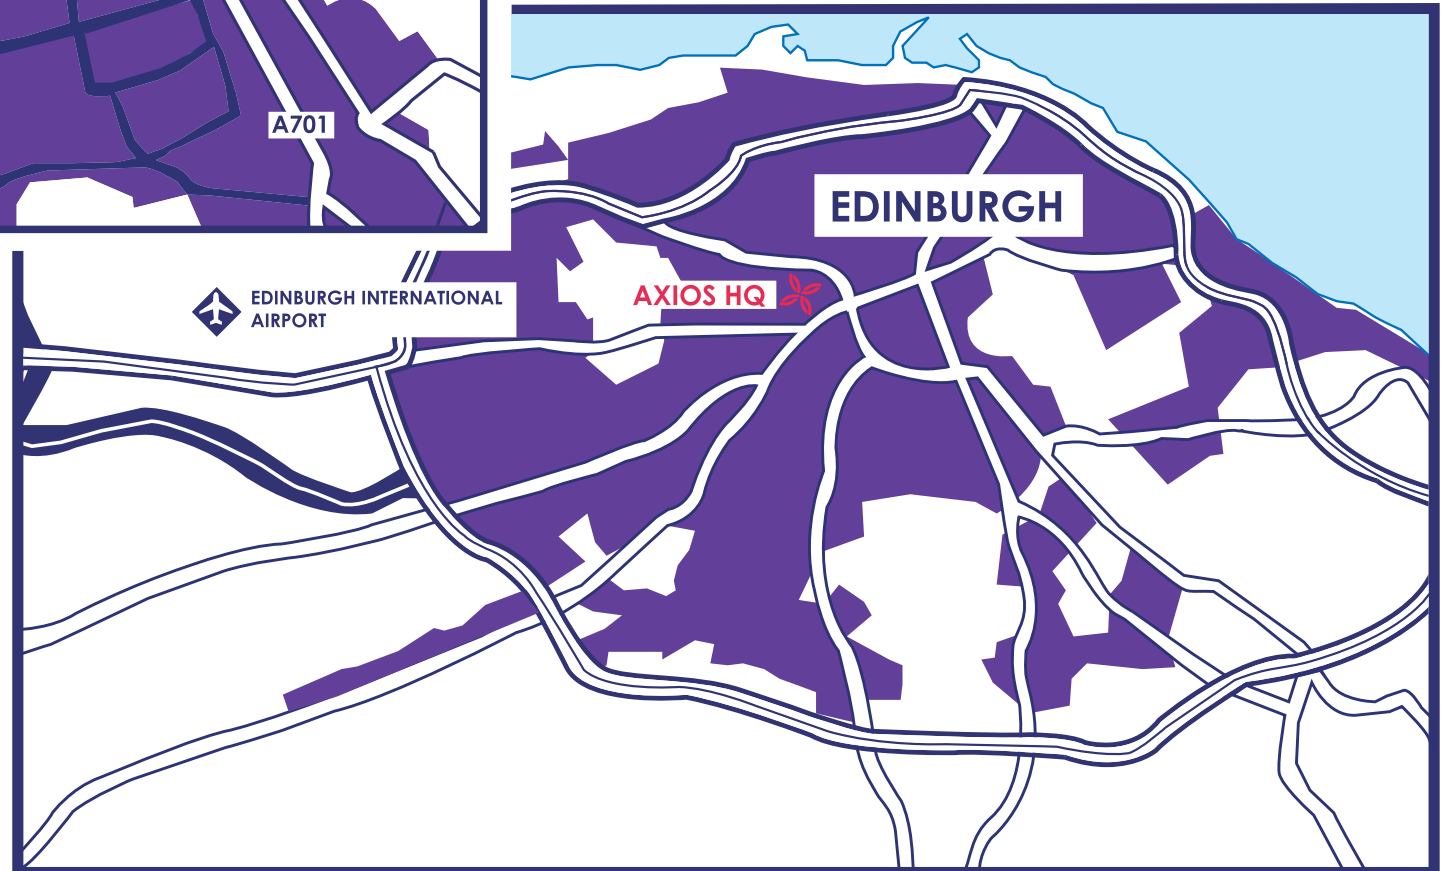 A701
EDINBURGH
AXIOS HQ
EDINBURGH INTERNATIONAL
AIRPORT